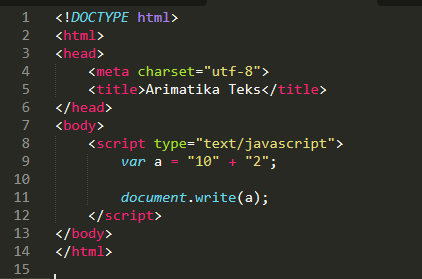 1 <!DOCTYPE html>
2 <html>
3 <head>
4     <meta charset="utf-8">
5     <title>Arimatika Teks</title>
6 </head>
7 <body>
8     <script type="text/javascript">
9         var a = "10" + "2";
10
11         document.write(a);
12     </script>
13 </body>
14 </html>
15